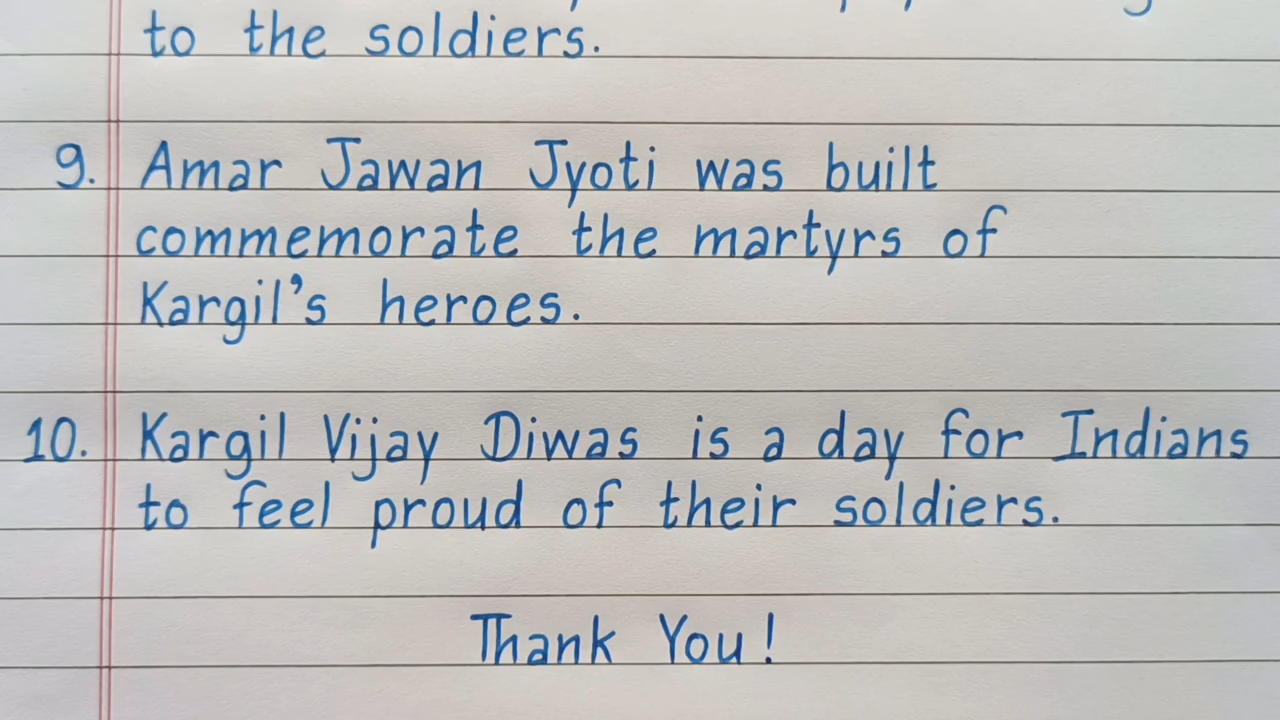 to the soldiers.
9. Amar Jawan Jyoti was built
commemorate the martyrs of
Kargil's heroes.
10. Kargil Vijay Diwas is a day for Indians
to feel proud of their soldiers.
Thank You!